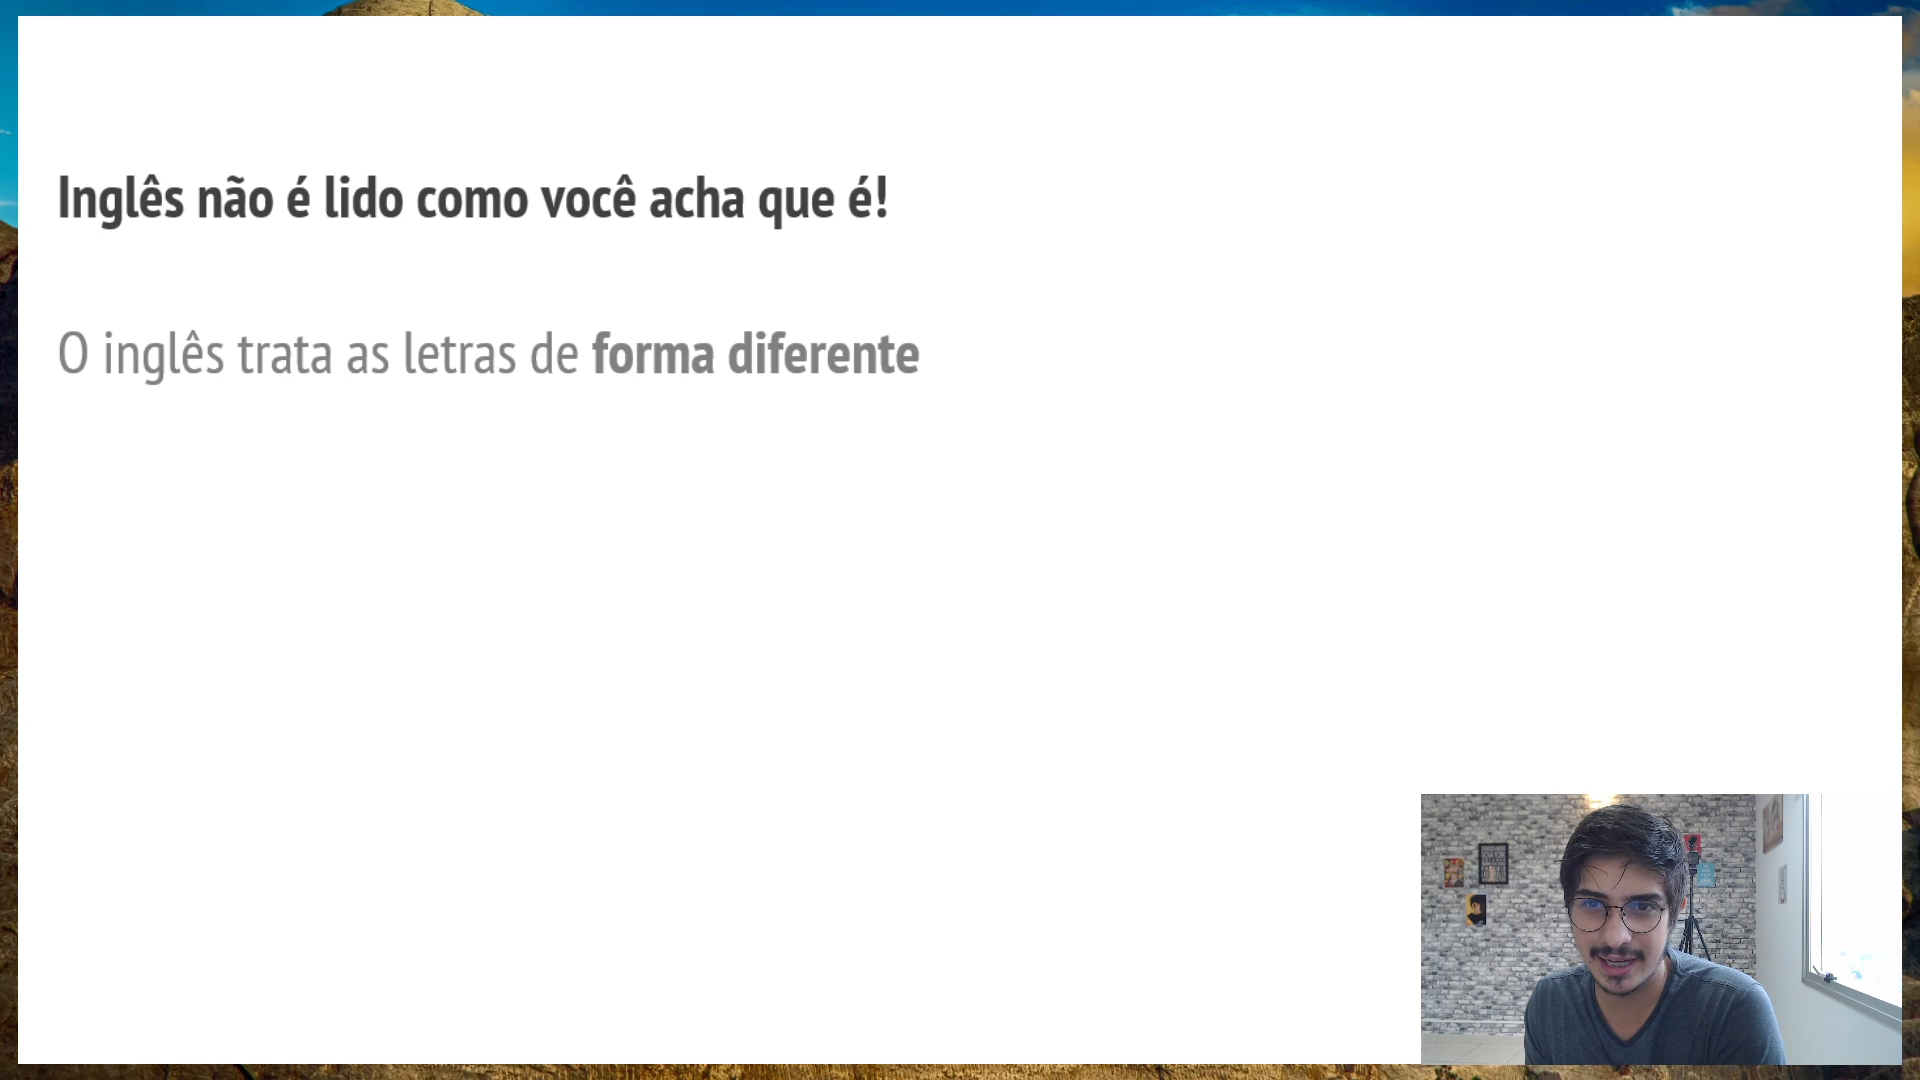 Inglês não é lido como você acha que é!
O inglês trata as letras de forma diferente